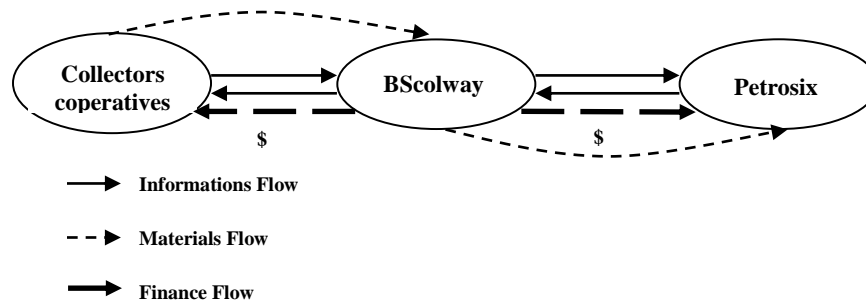 Collectors
coperatives
BScolway
Petrosix
$
$
Informations Flow
Materials Flow
Finance Flow